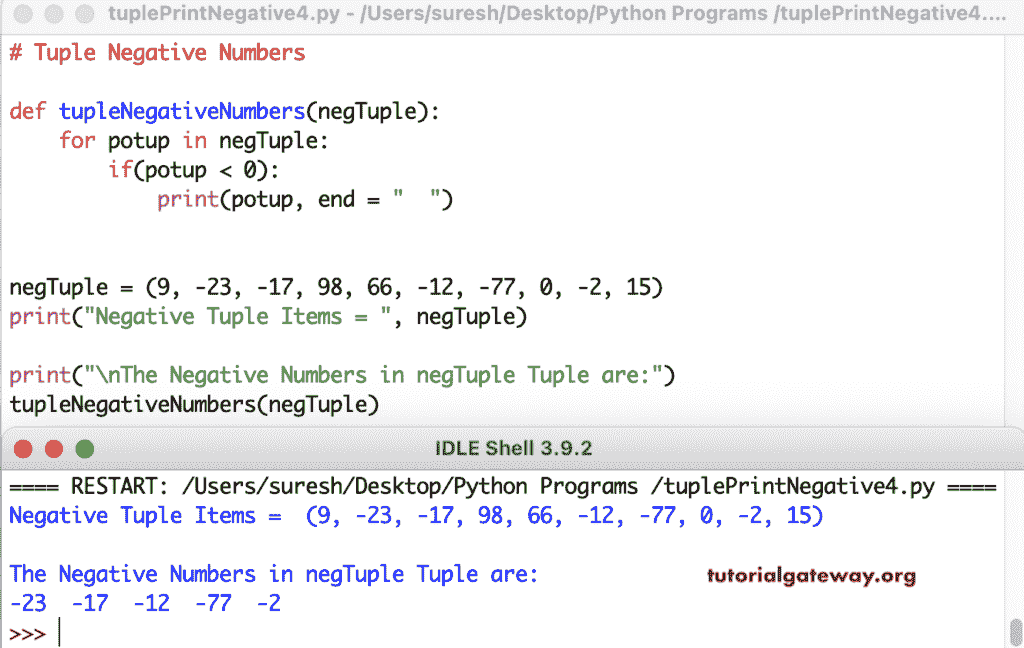 tuplePrintNegative4.py - /Users/suresh/Desktop/Python Programs /tuplePrintNegative4....
# Tuple Negative Numbers
def tupleNegativeNumbers(negTuple):
    for potup in negTuple:
        if(potup < 0):
            print(potup, end = "  ")
negTuple = (9, -23, -17, 98, 66, -12, -77, 0, -2, 15)
print("Negative Tuple Items = ", negTuple)
print("\nThe Negative Numbers in negTuple Tuple are:")
tupleNegativeNumbers(negTuple)
IDLE Shell 3.9.2
==== RESTART: /Users/suresh/Desktop/Python Programs /tuplePrintNegative4.py ====
Negative Tuple Items =  (9, -23, -17, 98, 66, -12, -77, 0, -2, 15)
The Negative Numbers in negTuple Tuple are:
tutorialgateway.org
-23  -17  -12  -77  -2
>>>